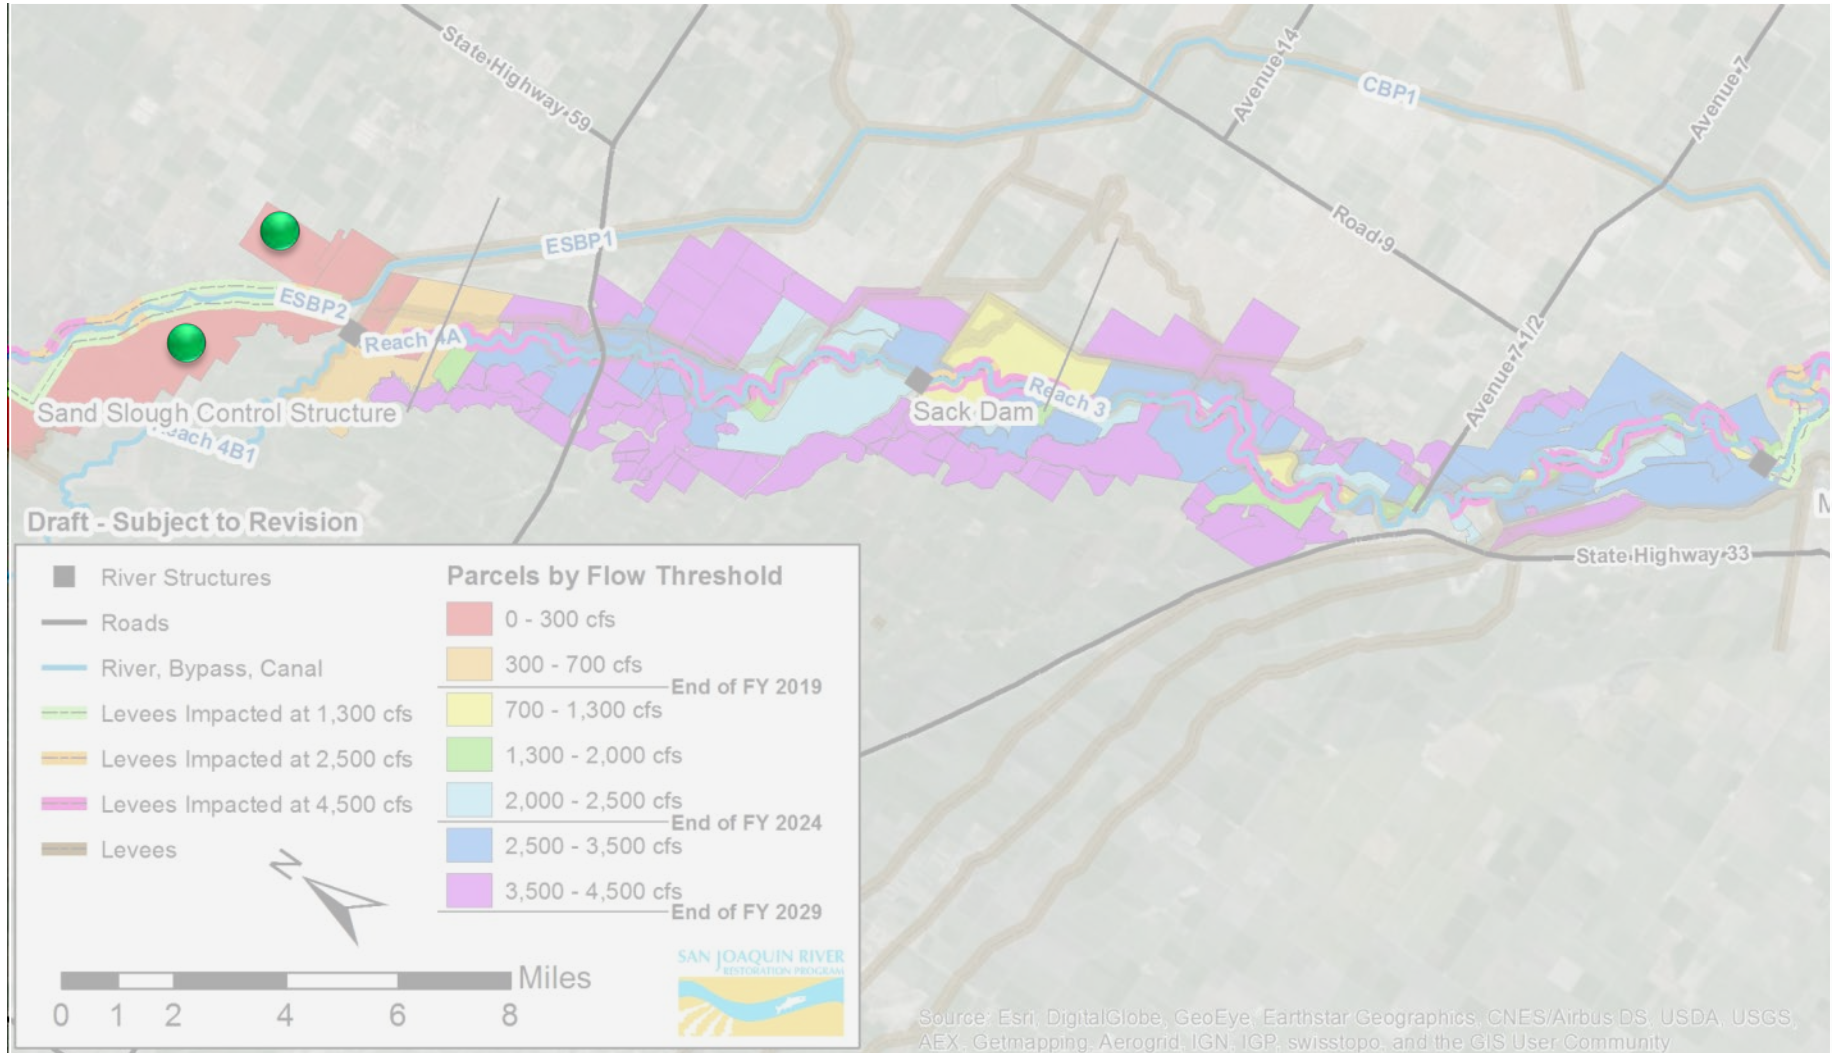 State Highway 59
Avenue 14
CBP1
Avenue 7
Road 9
ESBP1
ESBP2
Reach 4A
Avenue 7 1/2
Sack Dam
Reach 3
Sand Slough Control Structure
Reach 4B1
M
Draft - Subject to Revision
State Highway 33
River Structures
Roads
River, Bypass, Canal
Levees Impacted at 1,300 cfs
Levees Impacted at 2,500 cfs
Levees Impacted at 4,500 cfs
Levees
Parcels by Flow Threshold
0 - 300 cfs
300 - 700 cfs
End of FY 2019
700 - 1,300 cfs
1,300 - 2,000 cfs
2,000 - 2,500 cfs
End of FY 2024
2,500 - 3,500 cfs
3,500 - 4,500 cfs
End of FY 2029
N
Miles
0 1 2 4 6 8
SAN JOAQUIN RIVER
RESTORATION PROGRAM
Source: Esri, DigitalGlobe, GeoEye, Earthstar Geographics, CNES/Airbus DS, USDA, USGS,
AEX, Getmapping, Aerogrid, IGN, IGP, swisstopo, and the GIS User Community